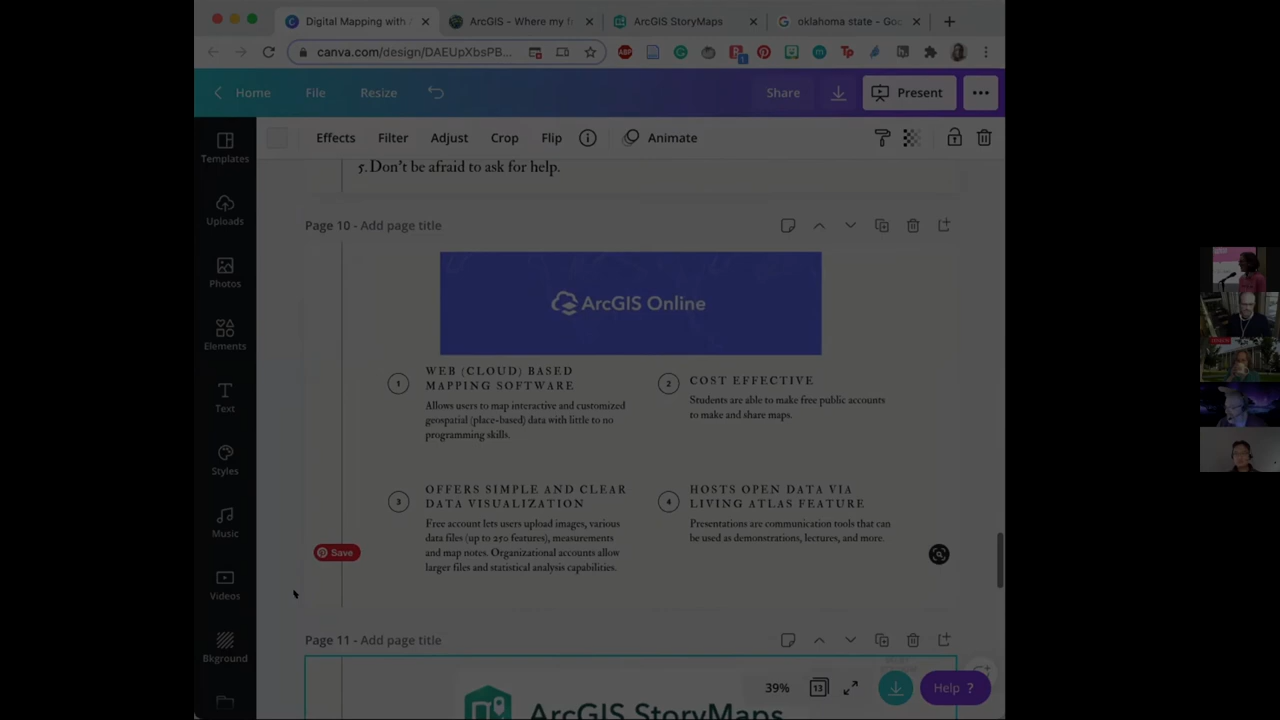 Digital Mapping with
ArcGIS - Where my f
ArcGIS StoryMaps
oklahoma state - Goo
canva.com/design/DAEUpXbsPB...
Home
File
Resize
Share
Present
Effects
Filter
Adjust
Crop
Flip
Animate
Templates
Uploads
Photos
Elements
Text
Styles
Music
Videos
Bkground
5. Don't be afraid to ask for help.
Page 10 - Add page title
ArcGIS Online
1
WEB (CLOUD) BASED
MAPPING SOFTWARE
Allows users to map interactive and customized
geospatial (place-based) data with little to no
programming skills.
2
COST EFFECTIVE
Students are able to make free public accounts
to make and share maps.
3
OFFERS SIMPLE AND CLEAR
DATA VISUALIZATION
Free account lets users upload images, various
data files (up to 250 features), measurements
and map notes. Organizational accounts allow
larger files and statistical analysis capabilities.
4
HOSTS OPEN DATA VIA
LIVING ATLAS FEATURE
Presentations are communication tools that can
be used as demonstrations, lectures, and more.
Save
Page 11 - Add page title
ArcGIS StoryMaps
39%
13
Help ?